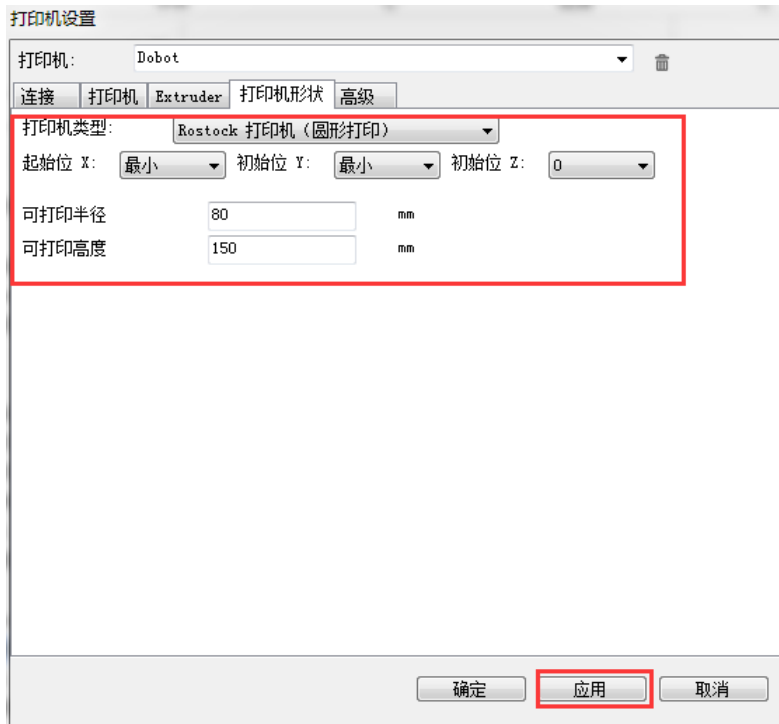 打印机设置
打印机: Dobot
连接 打印机 Extruder 打印机形状 高级
打印机类型: Rostock 打印机（圆形打印）
起始位 X: 最小 初始位 Y: 最小 初始位 Z: 0
可打印半径 80 mm
可打印高度 150 mm
确定 应用 取消